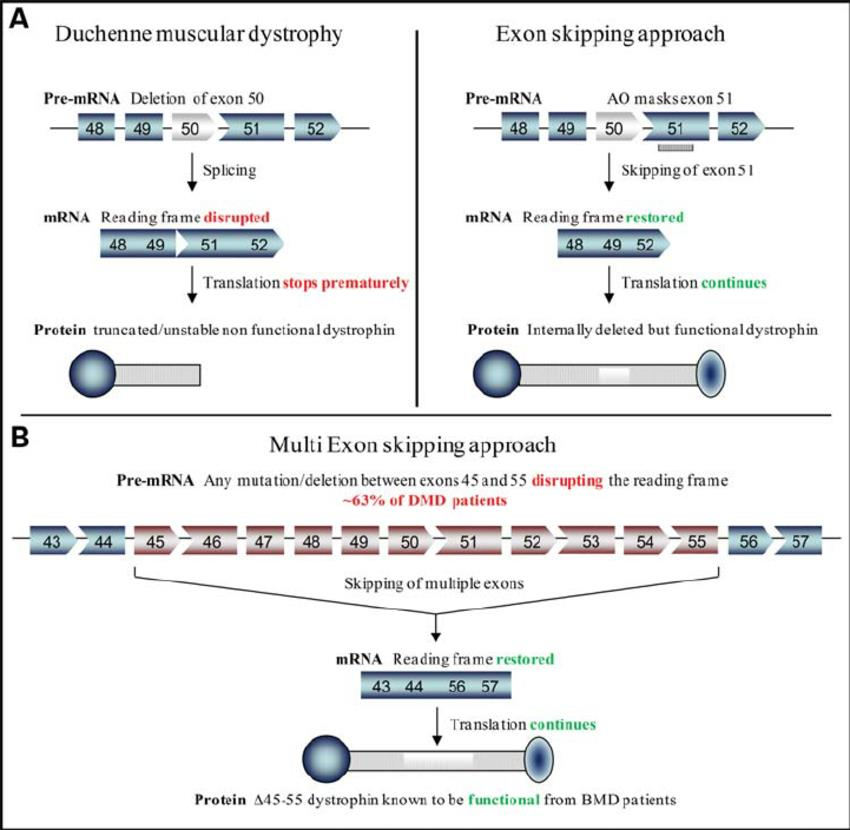 A
Duchenne muscular dystrophy
Pre-mRNA Deletion of exon 50
48 49 50 51 52
Splicing
mRNA Reading frame disrupted
48 49 51 52
Translation stops prematurely
Protein truncated/unstable non functional dystrophin
Exon skipping approach
Pre-mRNA AO masks exon 51
48 49 50 51 52
Skipping of exon 51
mRNA Reading frame restored
48 49 52
Translation continues
Protein Internally deleted but functional dystrophin
B
Multi Exon skipping approach
Pre-mRNA Any mutation/deletion between exons 45 and 55 disrupting the reading frame
~63% of DMD patients
43 44 45 46 47 48 49 50 51 52 53 54 55 56 57
Skipping of multiple exons
mRNA Reading frame restored
43 44 56 57
Translation continues
Protein Δ45-55 dystrophin known to be functional from BMD patients